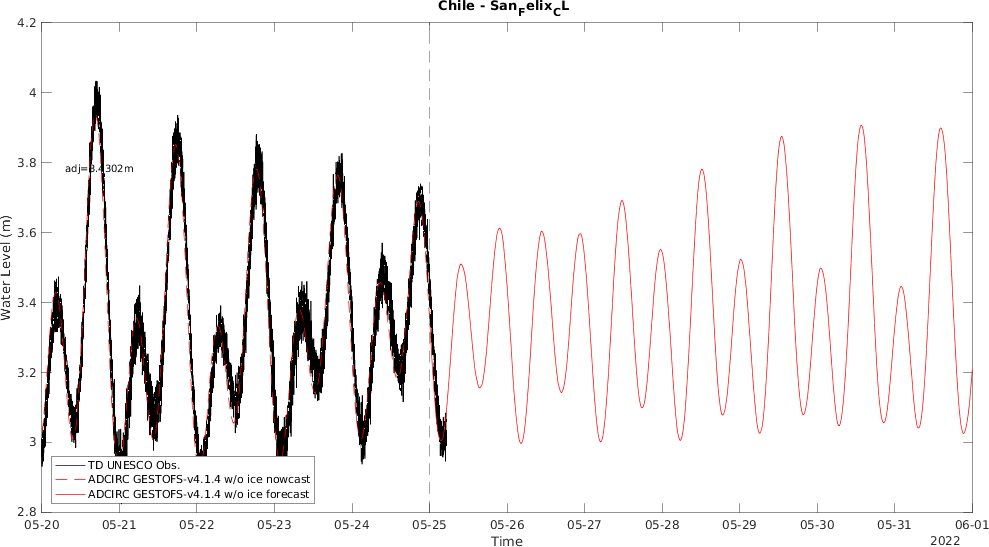 Chile - SanFelixCL
4.2
4
3.8
3.6
3.4
3.2
3
2.8
Water Level (m)
adj=3.4302m
TD UNESCO Obs.
ADCIRC GESTOFS-v4.1.4 w/o ice nowcast
ADCIRC GESTOFS-v4.1.4 w/o ice forecast
05-20 05-21 05-22 05-23 05-24 05-25 05-26 05-27 05-28 05-29 05-30 05-31 06-01
Time
2022